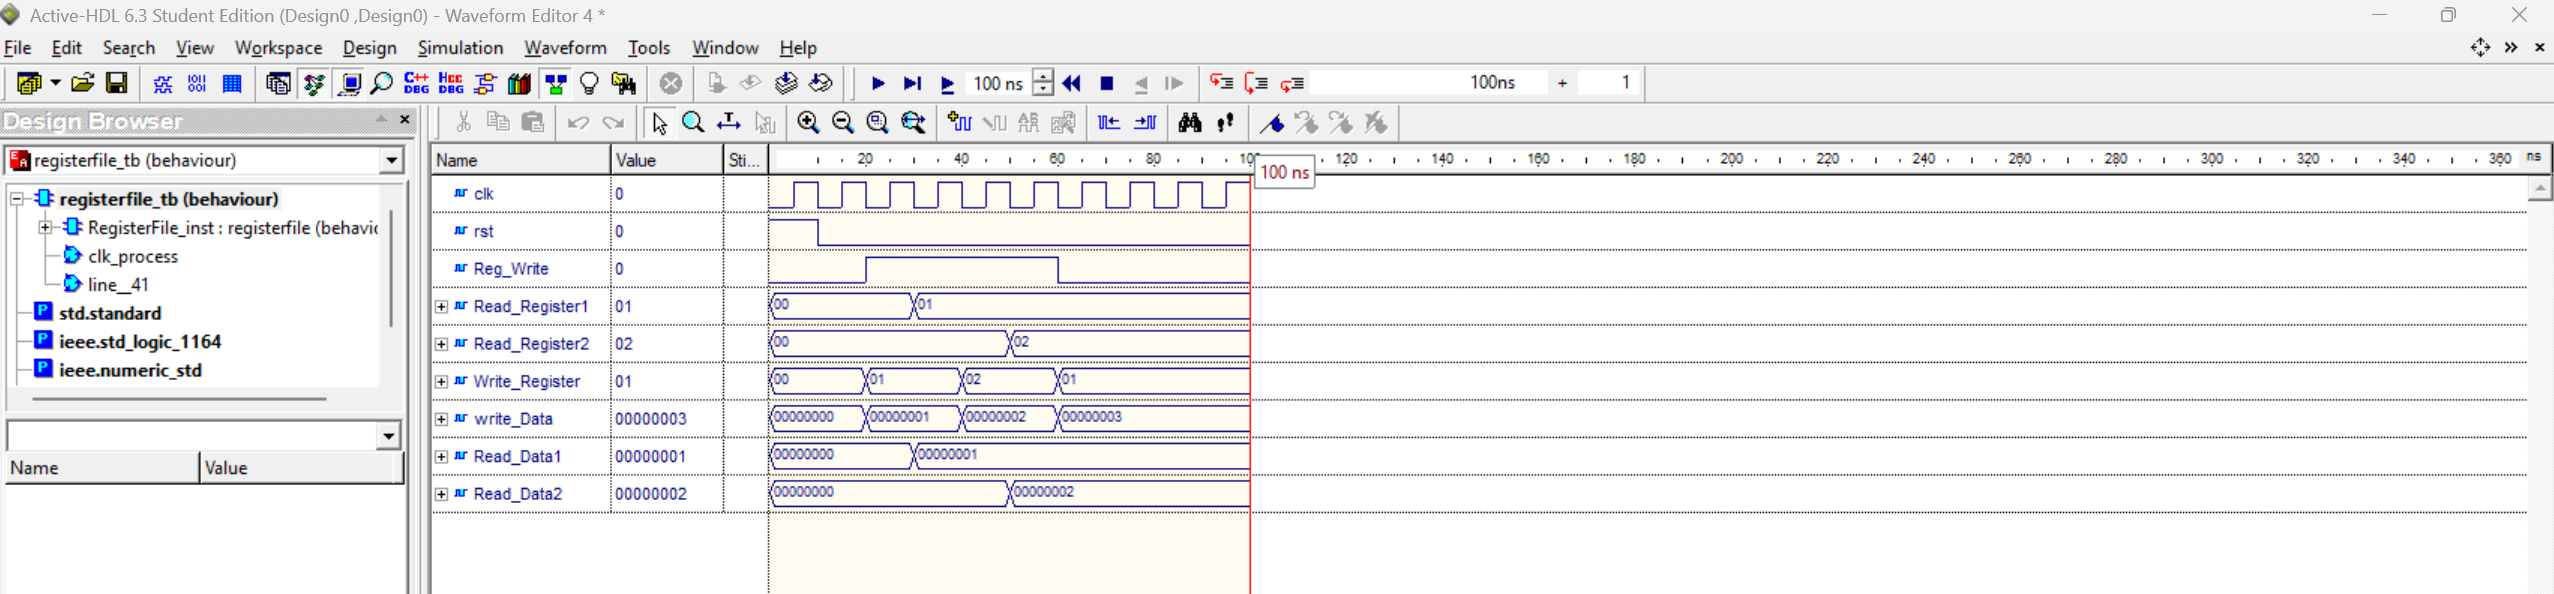 Active-HDL 6.3 Student Edition (Design0 ,Design0) - Waveform Editor 4 *
File Edit Search View Workspace Design Simulation Waveform Tools Window Help
C++ DBG HCC DBG 100 ns 100ns + 1
Design Browser
registerfile_tb (behaviour)
registerfile_tb (behaviour)
RegisterFile_inst : registerfile (behavi
clk_process
line__41
std.standard
ieee.std_logic_1164
ieee.numeric_std
Name Value
Name Value Sti... 20 40 60 80 100 120 140 160 180 200 220 240 260 280 300 320 340 360 ns
100 ns
clk 0
rst 0
Reg_Write 0
Read_Register1 01 00 01
Read_Register2 02 00 02
Write_Register 01 00 01 02 01
write_Data 00000003 00000000 00000001 00000002 00000003
Read_Data1 00000001 00000000 00000001
Read_Data2 00000002 00000000 00000002